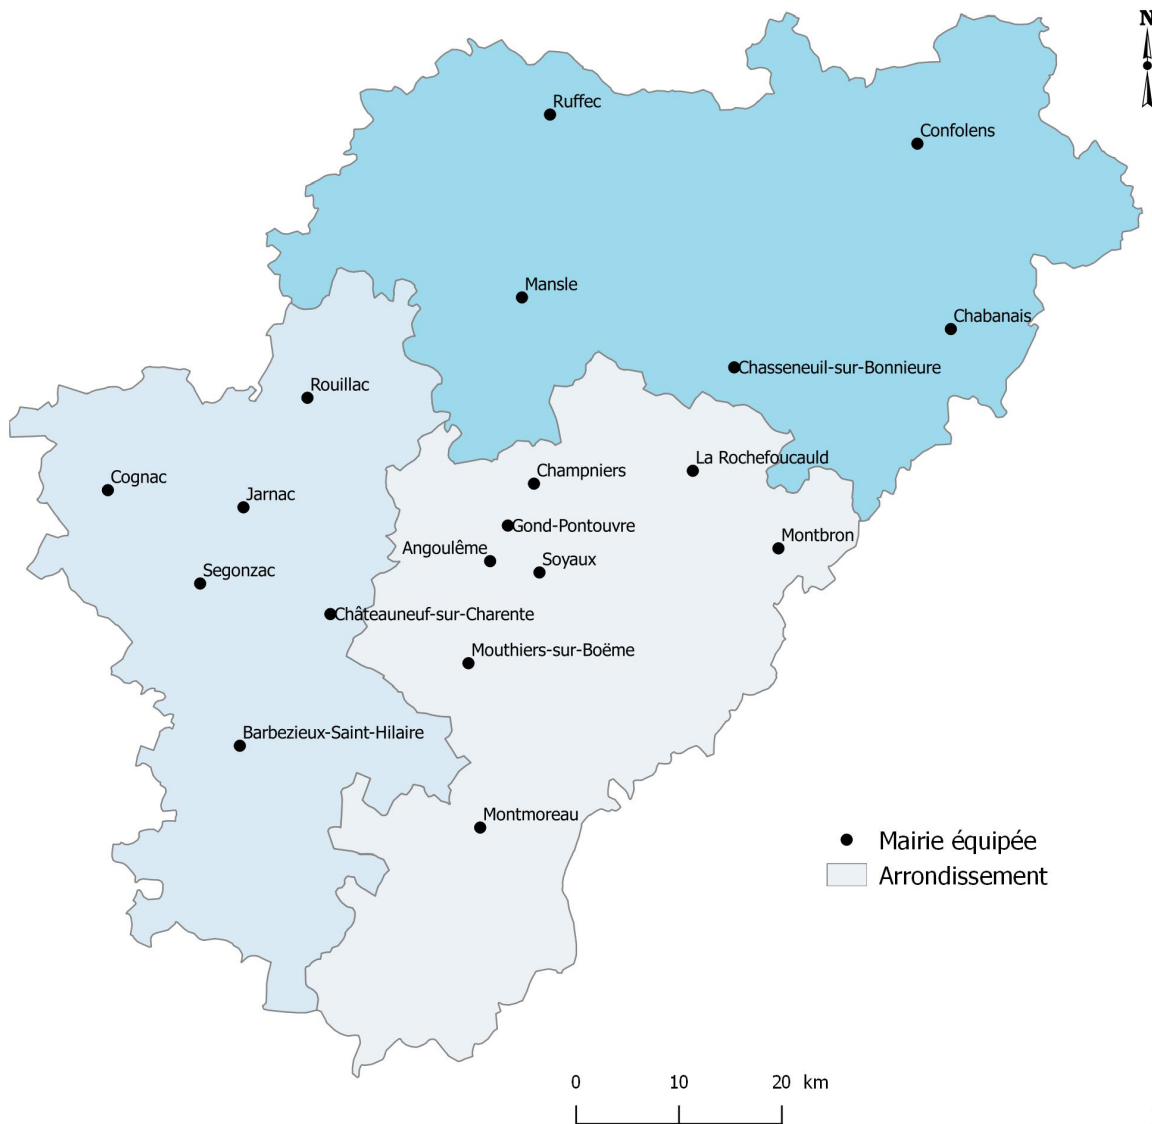 N
Ruffec
Confolens
Mansle
Chabanais
Chasseneuil-sur-Bonnieure
Rouillac
La Rochefoucauld
Champniers
Cognac
Jarnac
Gond-Pontouvre
Montbron
Angoulême
Soyaux
Segonzac
Châteauneuf-sur-Charente
Mouthiers-sur-Boëme
Barbezieux-Saint-Hilaire
Montmoreau
Mairie équipée
Arrondissement
0 10 20 km